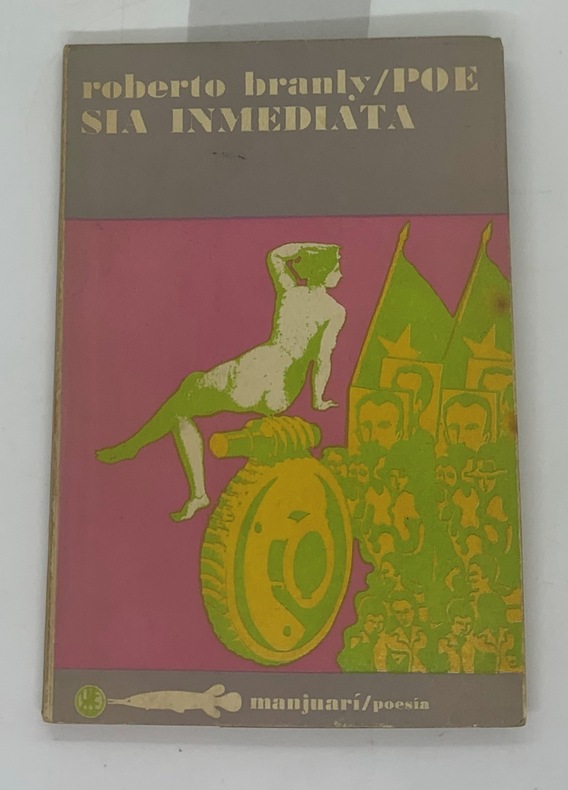 roberto branly/POE
SIA INMEDIATA
manjuarí/poesía